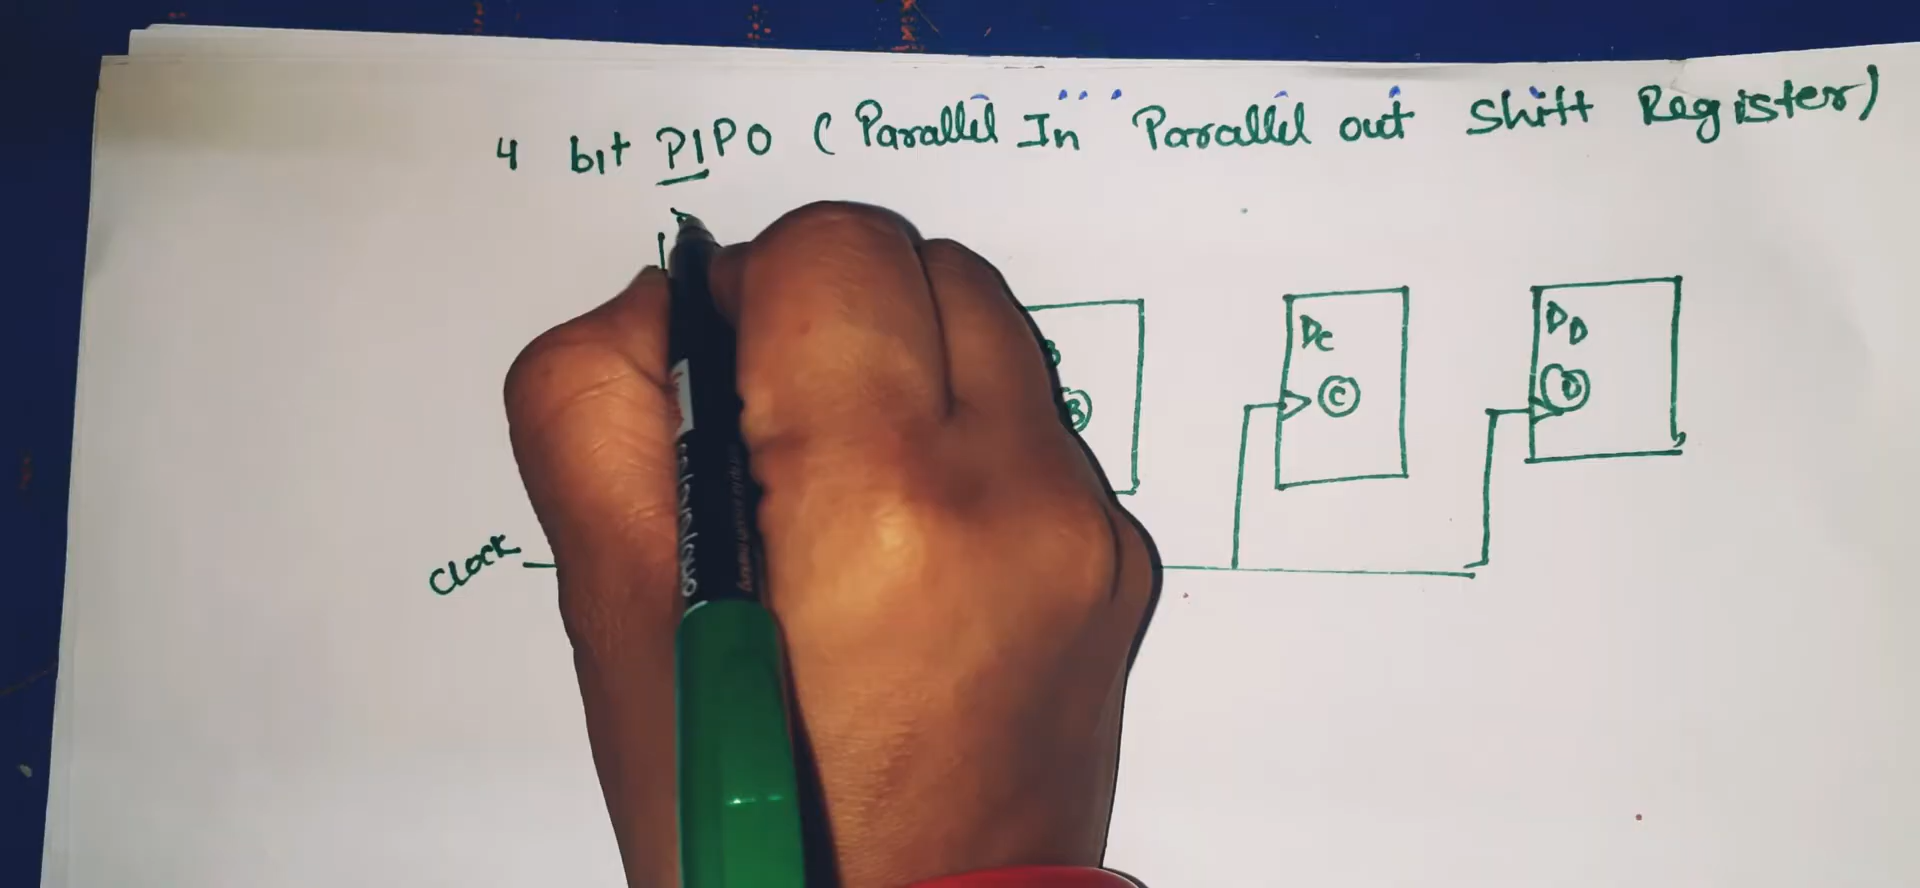 4 bit PIPO (Parallel In Parallel out Shift Register)
DC
C
DD
D
B
Clock